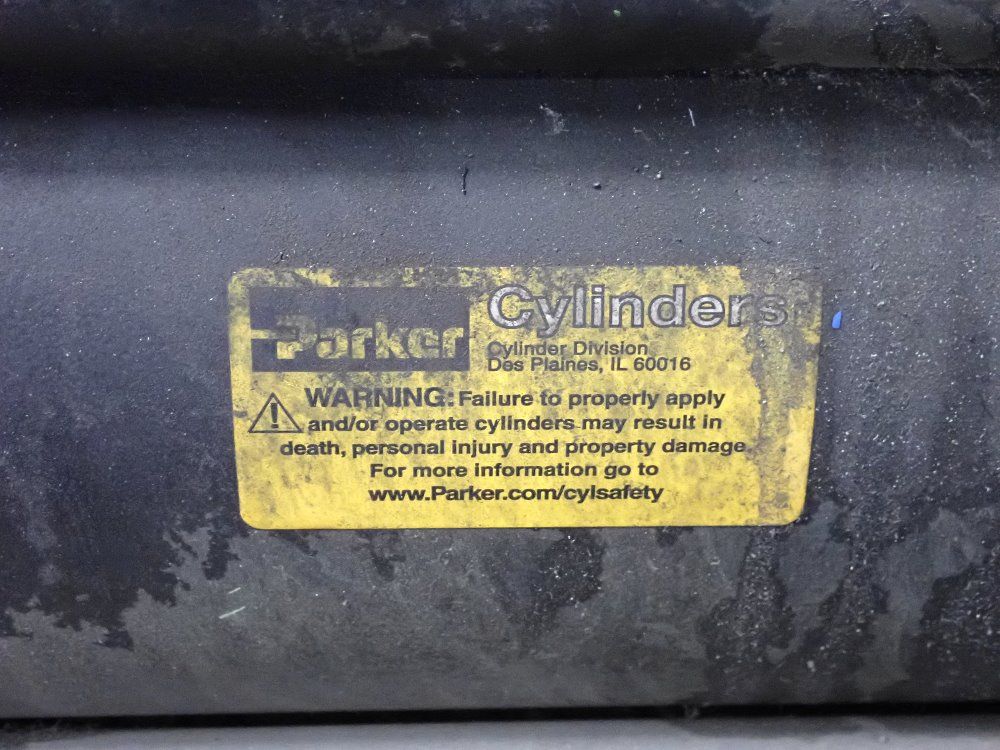 Parker
Cylinders
Cylinder Division
Des Plaines, IL 60016
WARNING: Failure to properly apply
and/or operate cylinders may result in
death, personal injury and property damage
For more information go to
www.Parker.com/cylsafety